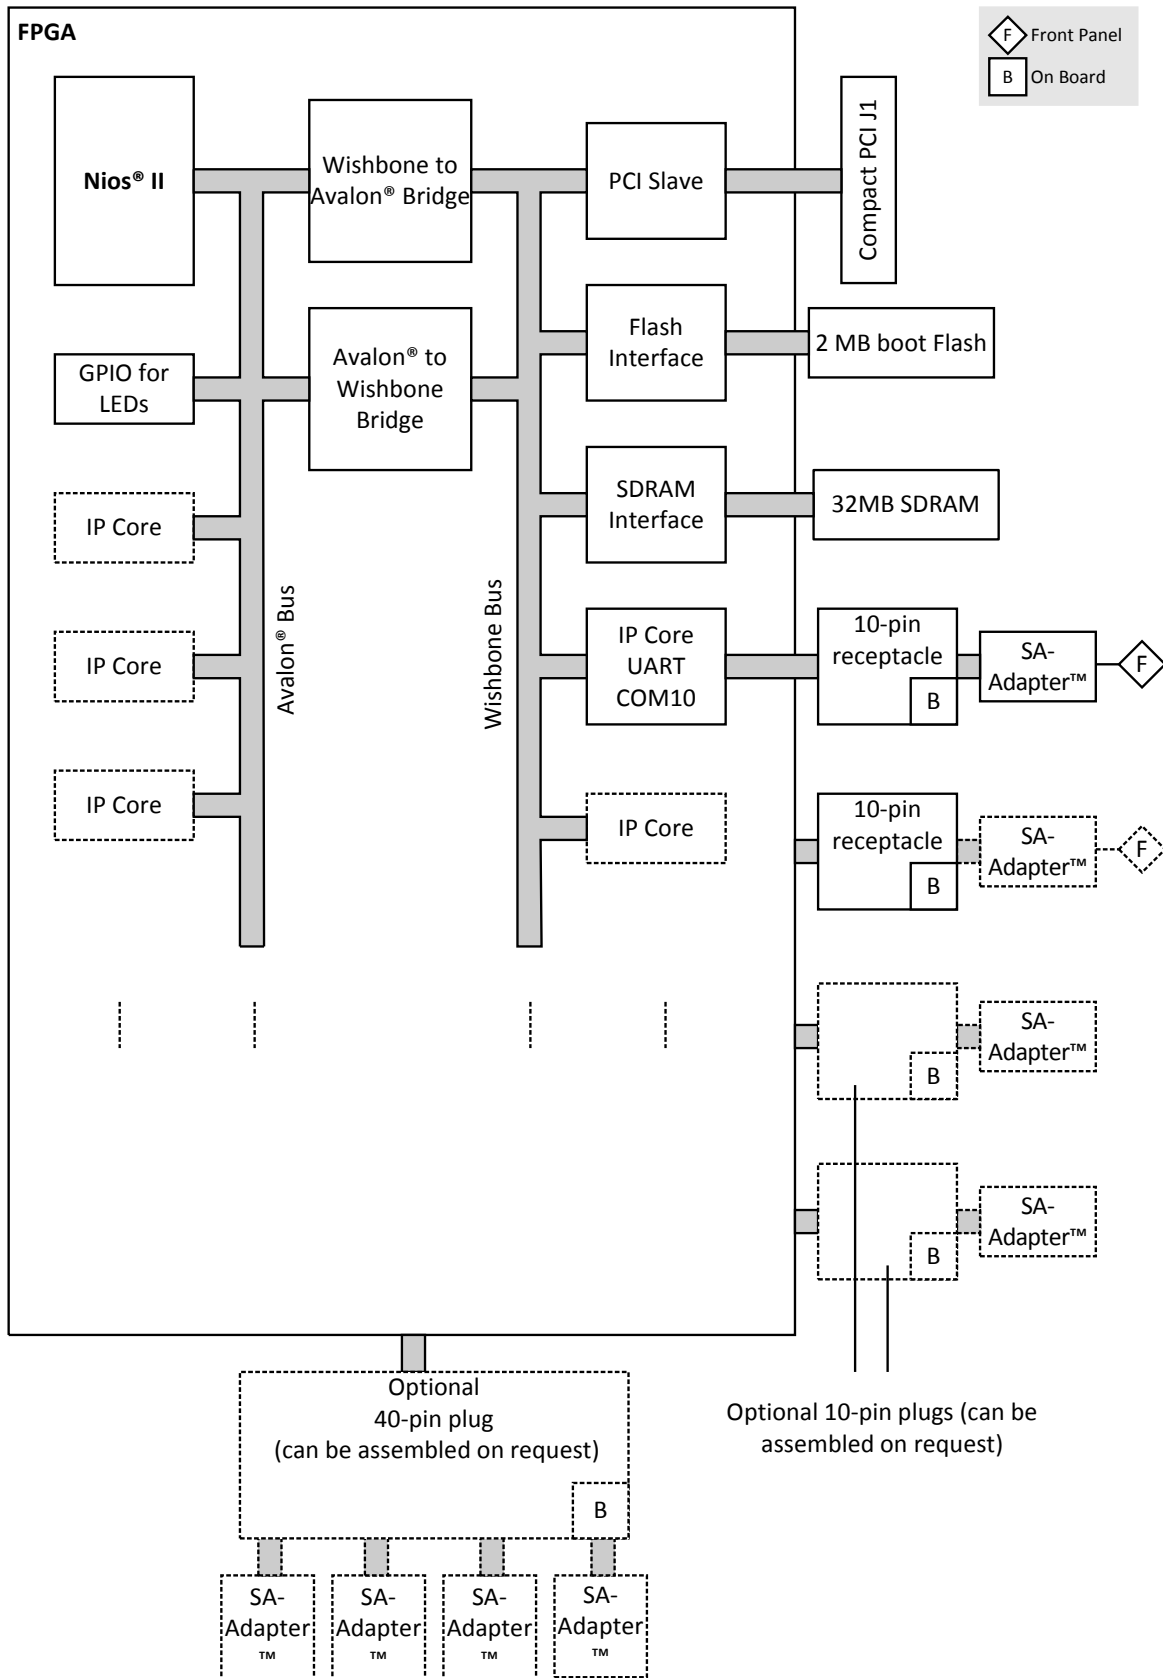 FPGA
F Front Panel
B On Board
Nios® II
Wishbone to
Avalon® Bridge
PCI Slave
Compact PCI J1
GPIO for
LEDs
Avalon® to
Wishbone
Bridge
Flash
Interface
2 MB boot Flash
IP Core
SDRAM
Interface
32MB SDRAM
IP Core
Avalon® Bus
Wishbone Bus
IP Core
UART
COM10
10-pin
receptacle
B
SA-
Adapter™
F
IP Core
IP Core
10-pin
receptacle
B
SA-
Adapter™
F
B
SA-
Adapter™
B
SA-
Adapter™
Optional
40-pin plug
(can be assembled on request)
B
Optional 10-pin plugs (can be
assembled on request)
SA-
Adapter
™
SA-
Adapter
™
SA-
Adapter
™
SA-
Adapter
™